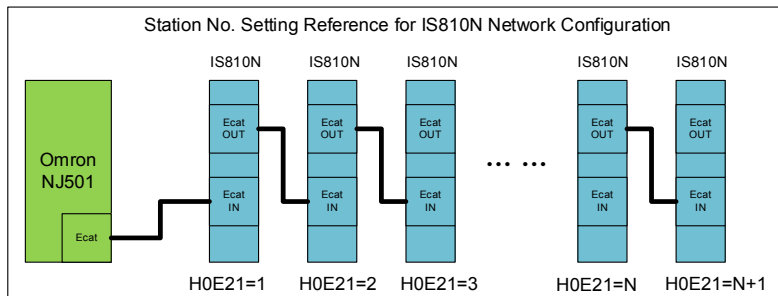 Station No. Setting Reference for IS810N Network Configuration
IS810N
IS810N
IS810N
IS810N
IS810N
Omron
NJ501
Ecat
Ecat
OUT
Ecat
IN
Ecat
OUT
Ecat
IN
Ecat
OUT
Ecat
IN
... ...
Ecat
OUT
Ecat
IN
Ecat
OUT
Ecat
IN
H0E21=1
H0E21=2
H0E21=3
H0E21=N
H0E21=N+1